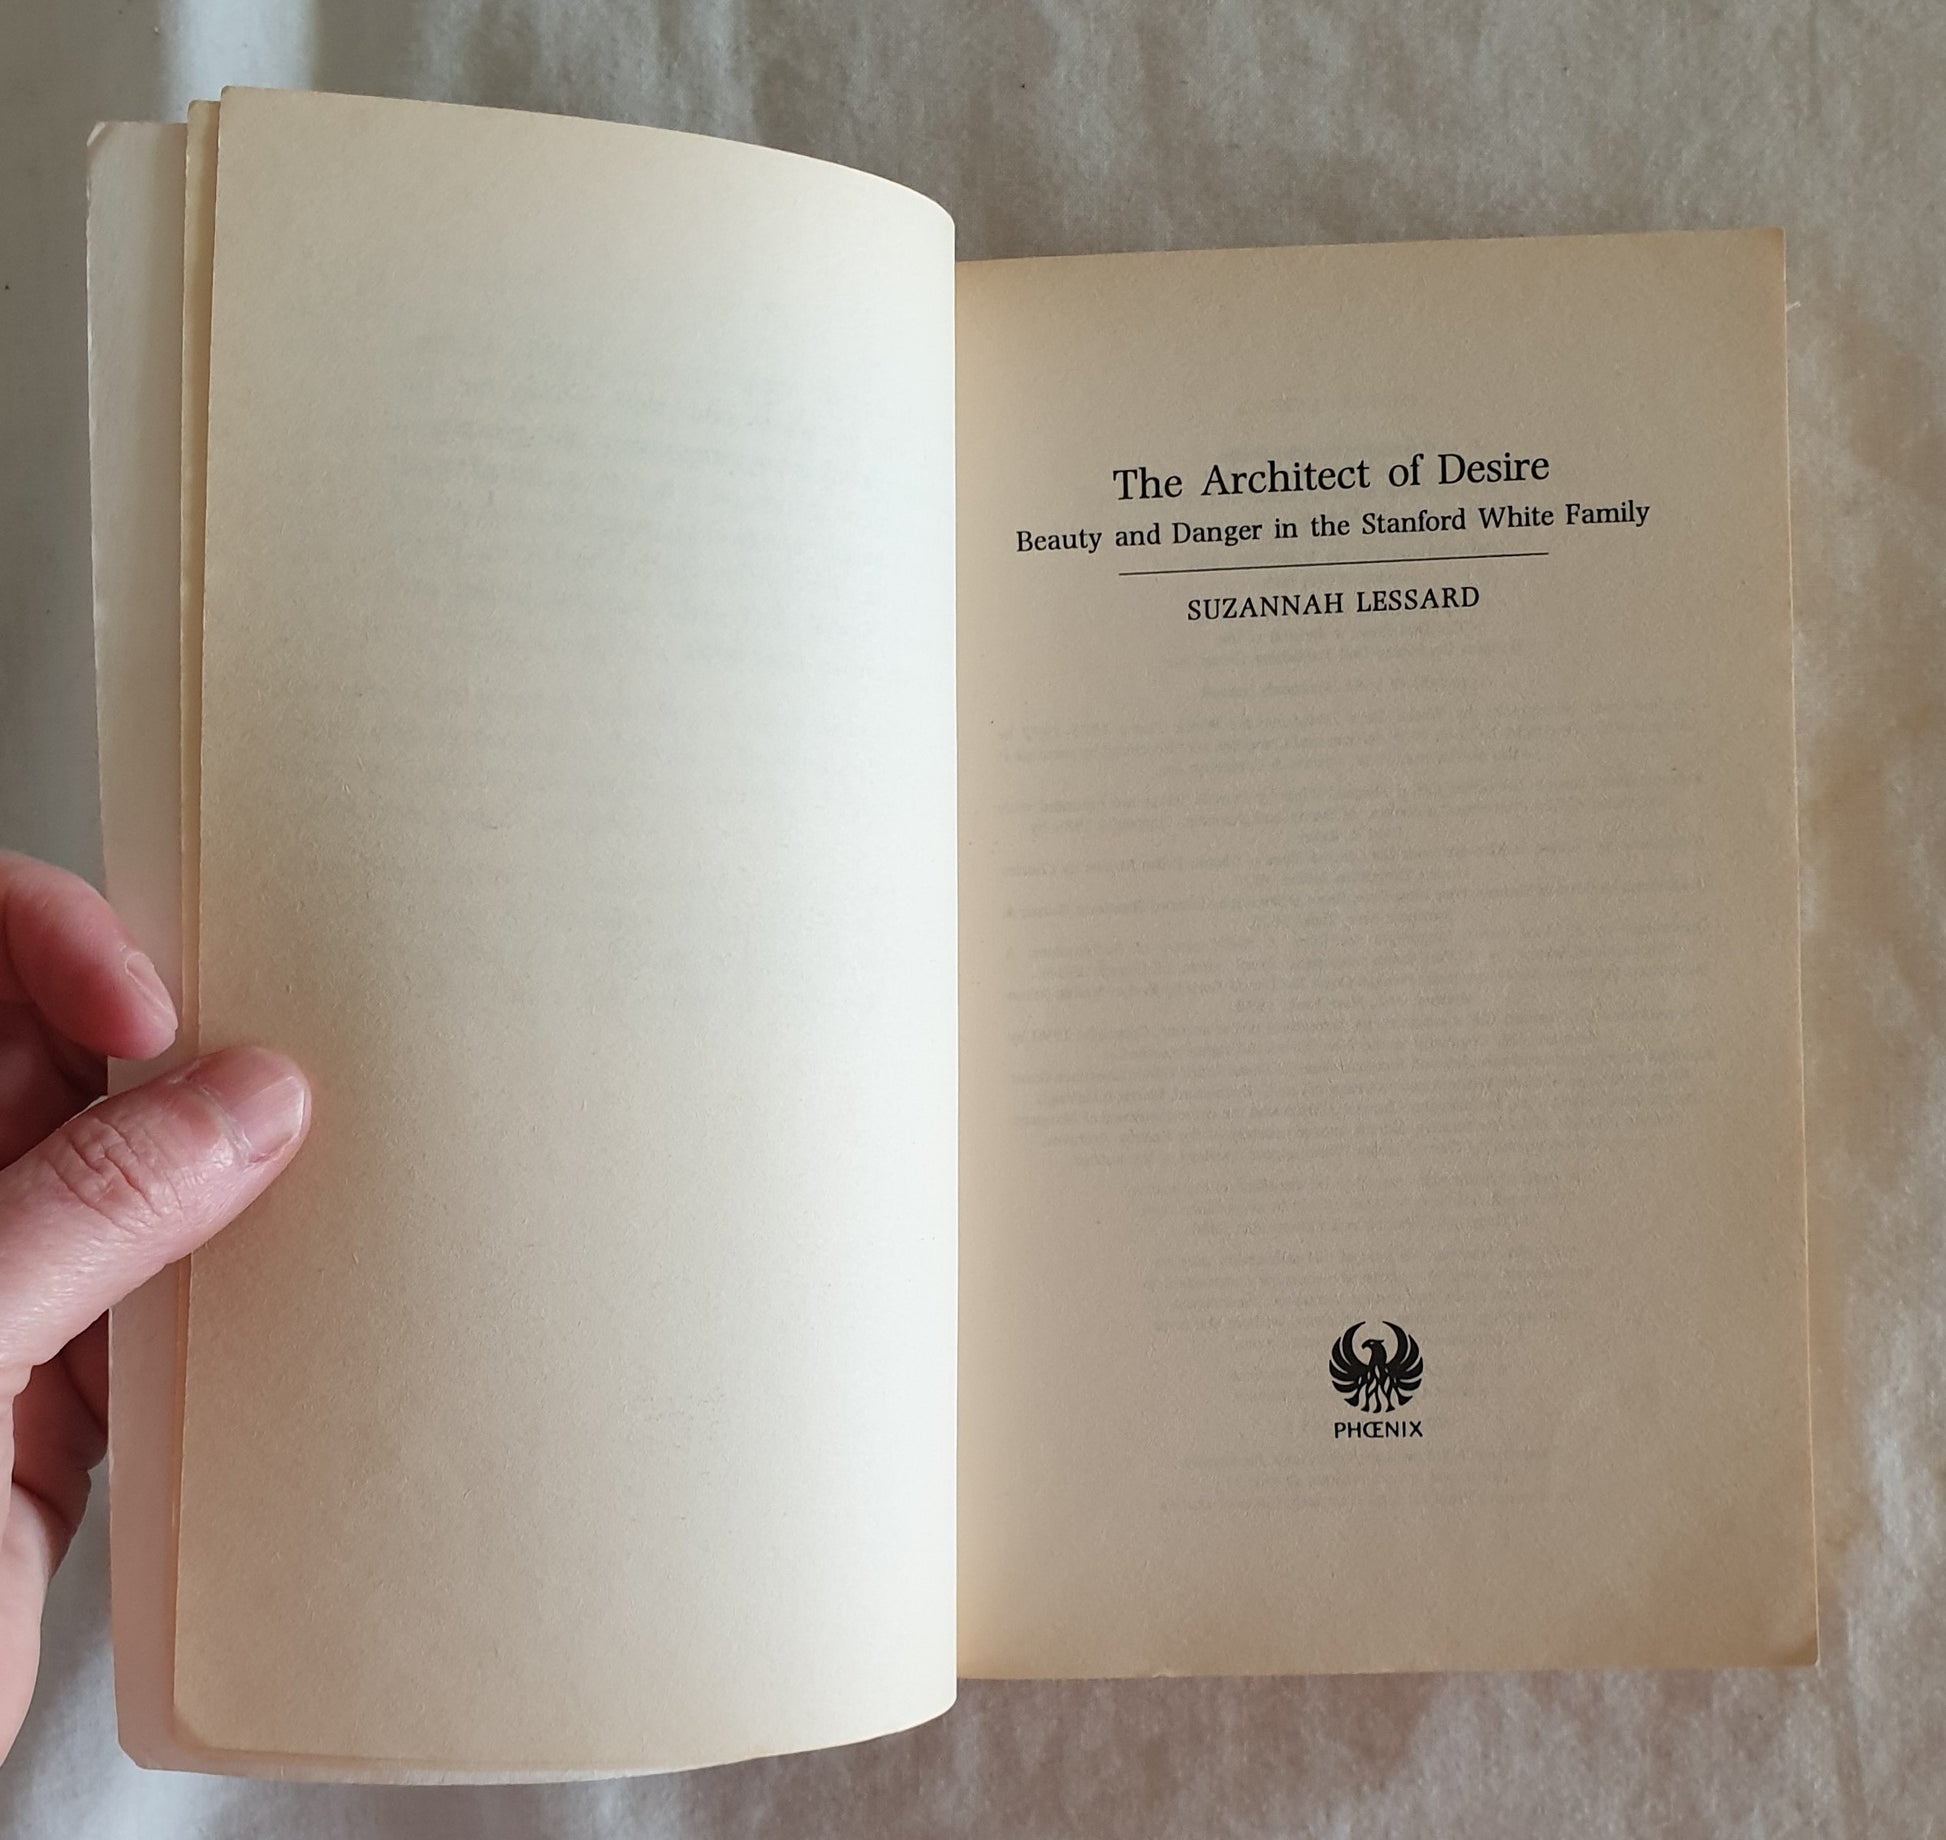 The Architect of Desire
Beauty and Danger in the Stanford White Family
SUZANNAH LESSARD
PHŒNIX